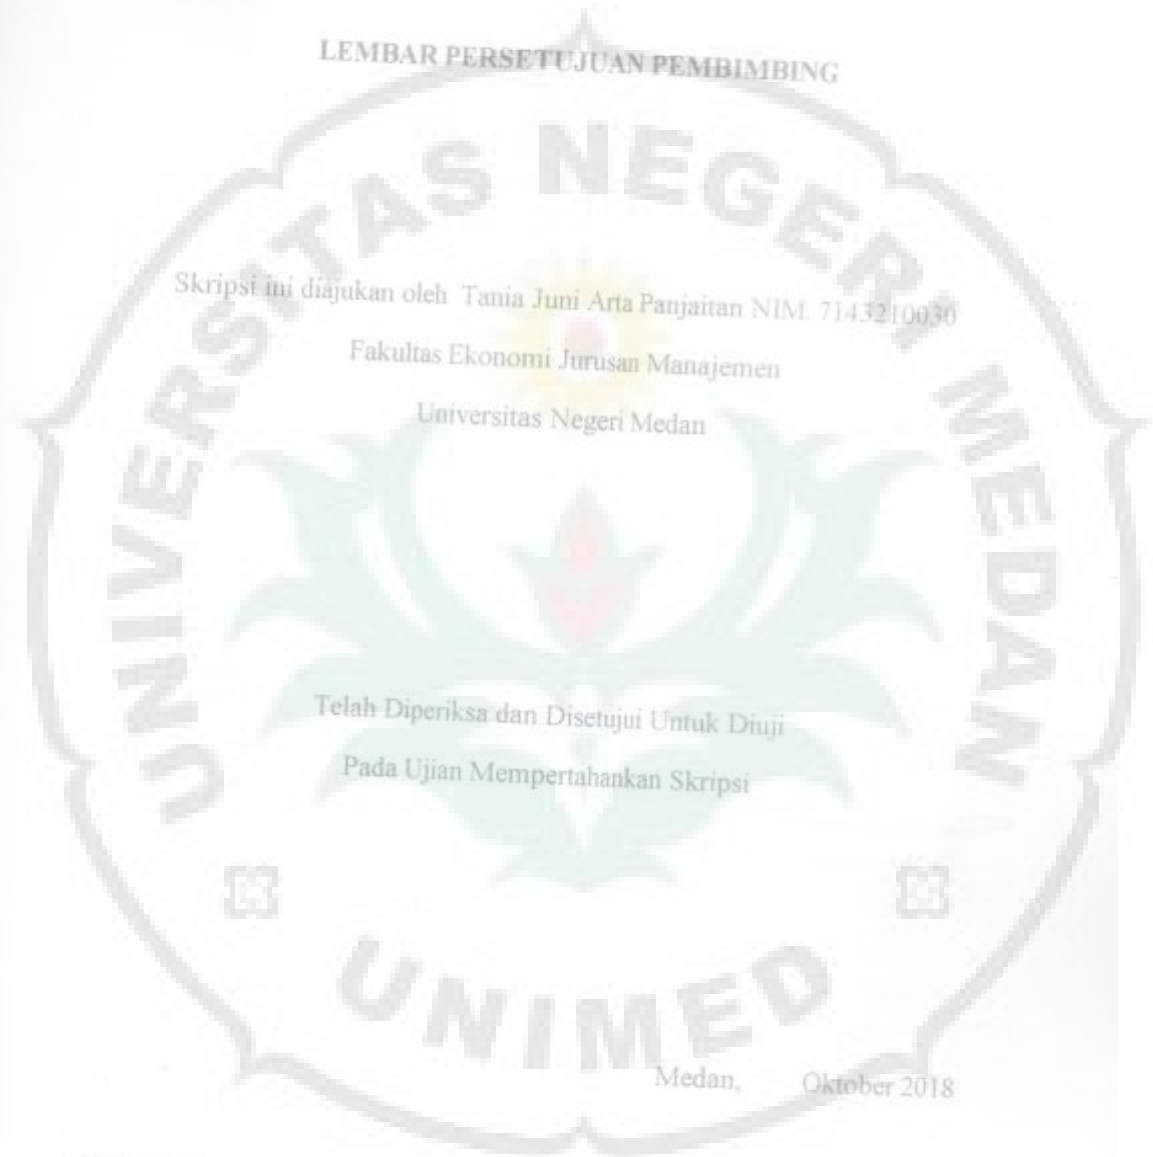 LEMBAR PERSETUJUAN PEMBIMBING
UNIVERSITAS NEGERI MEDAN
Skripsi ini diajukan oleh Tania Juni Arta Panjaitan NIM. 7143210030
Fakultas Ekonomi Jurusan Manajemen
Universitas Negeri Medan
Telah Diperiksa dan Disetujui Untuk Diuji
Pada Ujian Mempertahankan Skripsi
UNIMED
Medan, Oktober 2018